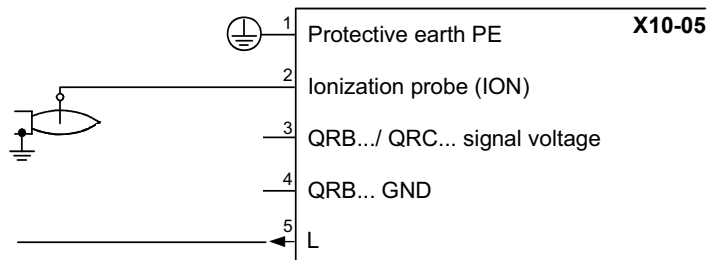 X10-05
1 Protective earth PE
2 Ionization probe (ION)
3 QRB.../ QRC... signal voltage
4 QRB... GND
5 L